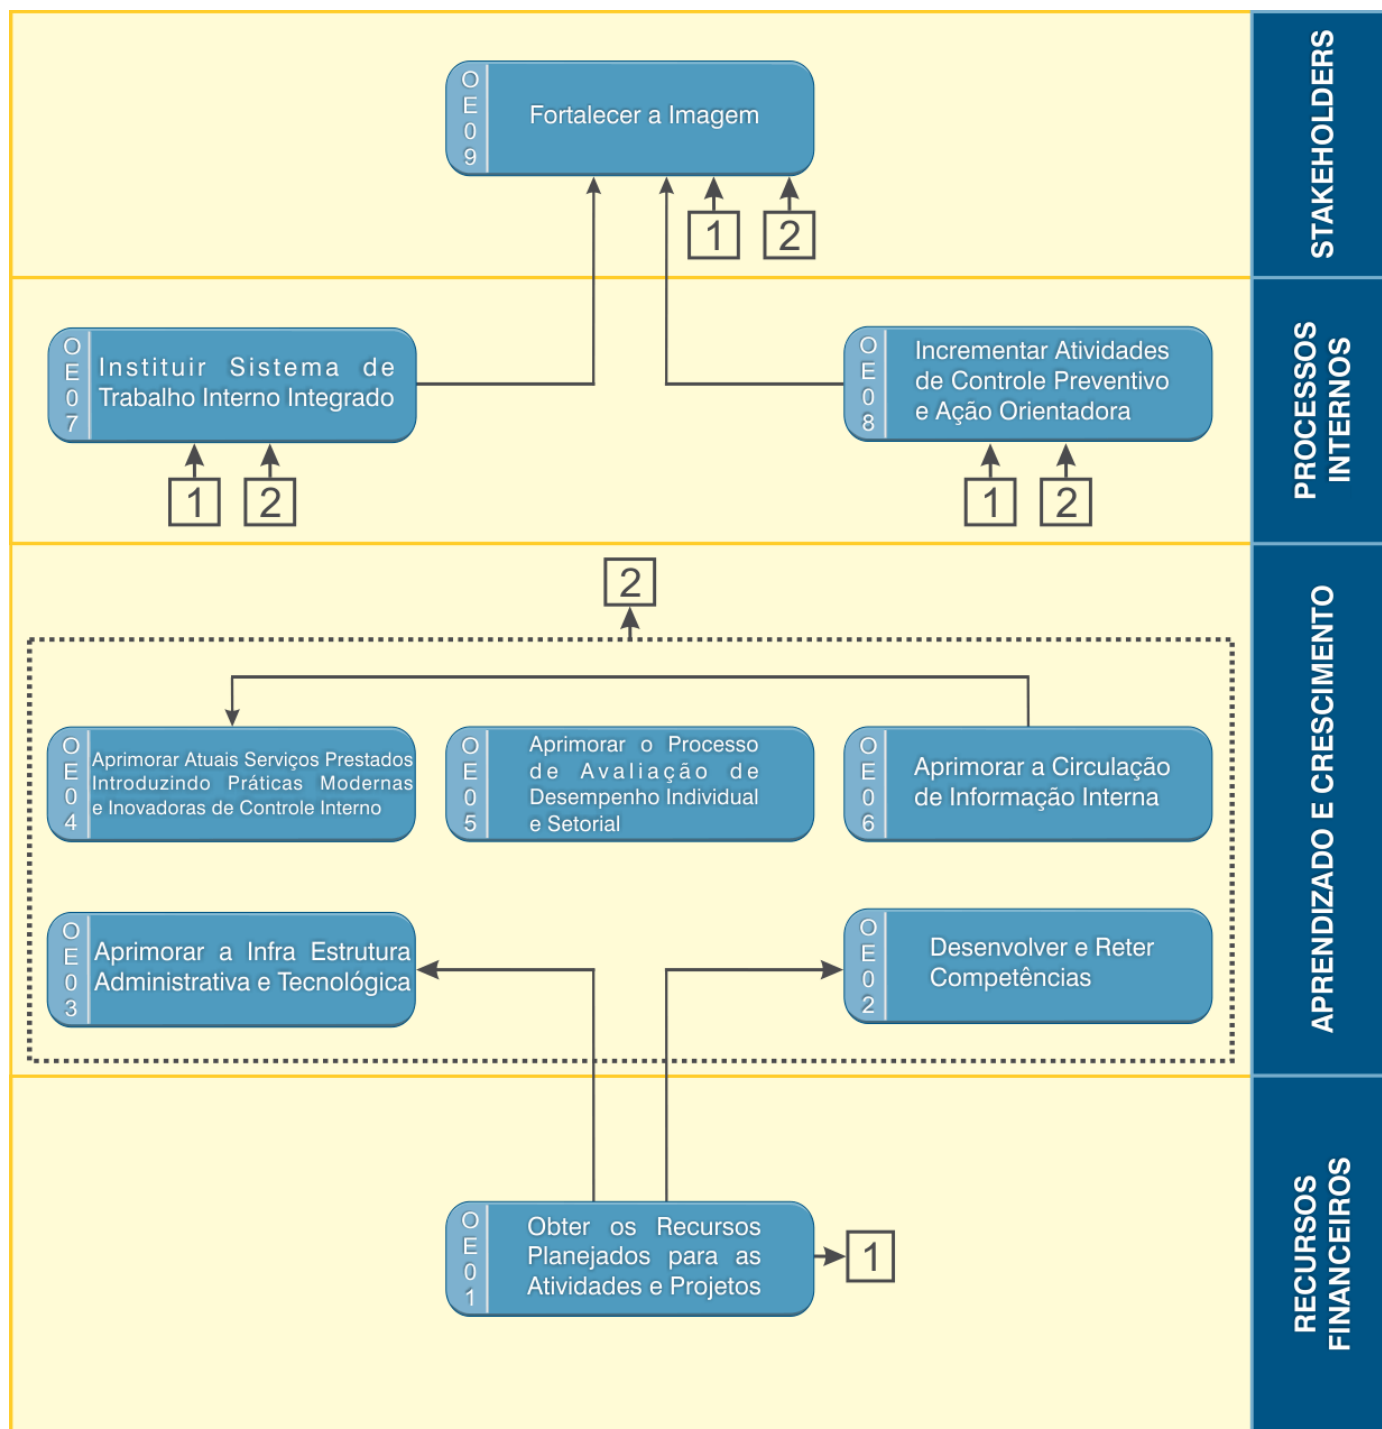 STAKEHOLDERS
OE09
Fortalecer a Imagem
1
2
PROCESSOS
INTERNOS
OE07
Instituir Sistema de
Trabalho Interno Integrado
1
2
OE08
Incrementar Atividades
de Controle Preventivo
e Ação Orientadora
1
2
APRENDIZADO E CRESCIMENTO
2
OE04
Aprimorar Atuais Serviços Prestados
Introduzindo Práticas Modernas
e Inovadoras de Controle Interno
OE05
Aprimorar o Processo
de Avaliação de
Desempenho Individual
e Setorial
OE06
Aprimorar a Circulação
de Informação Interna
OE03
Aprimorar a Infra Estrutura
Administrativa e Tecnológica
OE02
Desenvolver e Reter
Competências
RECURSOS
FINANCEIROS
OE01
Obter os Recursos
Planejados para as
Atividades e Projetos
1